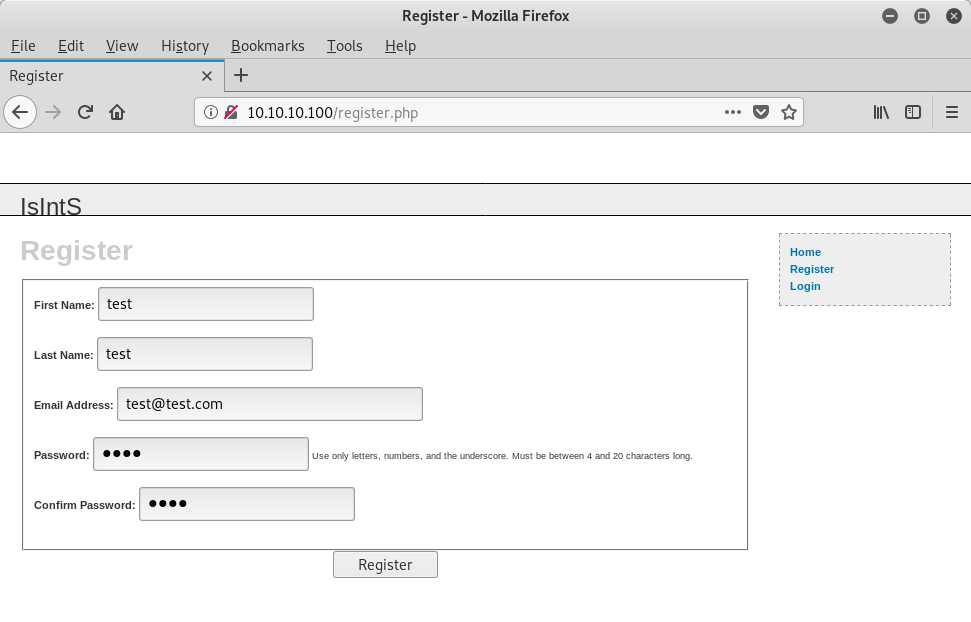 Register - Mozilla Firefox
File Edit View History Bookmarks Tools Help
Register
10.10.10.100/register.php
IsIntS
Register
Home
Register
Login
First Name: test
Last Name: test
Email Address: test@test.com
Password: ●●●● Use only letters, numbers, and the underscore. Must be between 4 and 20 characters long.
Confirm Password: ●●●●
Register